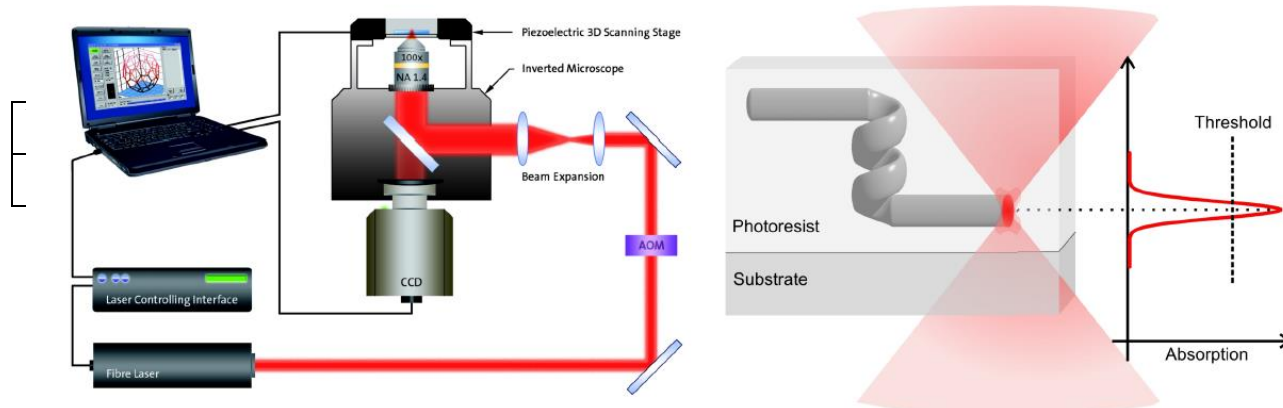 Piezoelectric 3D Scanning Stage
100x
NA 1.4
Inverted Microscope
Beam Expansion
AOM
CCD
Laser Controlling Interface
Fibre Laser
Threshold
Photoresist
Substrate
Absorption